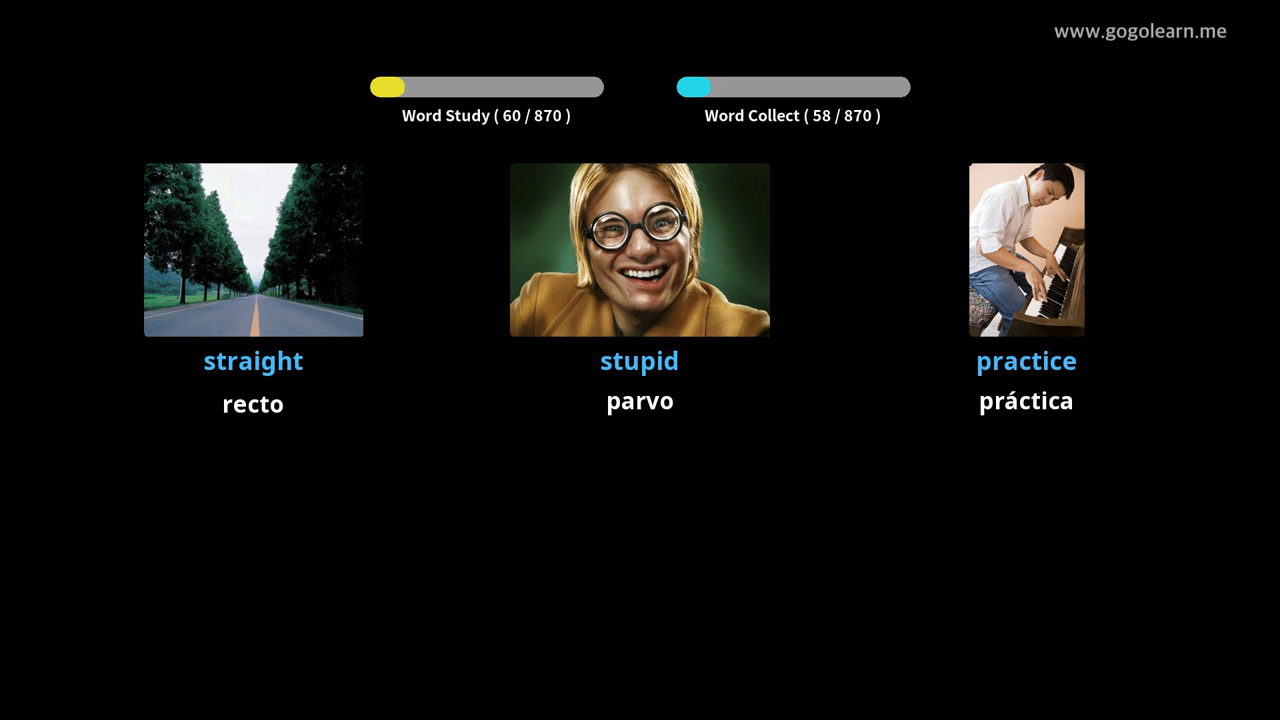 www.gogolearn.me
Word Study ( 60 / 870 )
Word Collect ( 58 / 870 )
straight
recto
stupid
parvo
practice
práctica